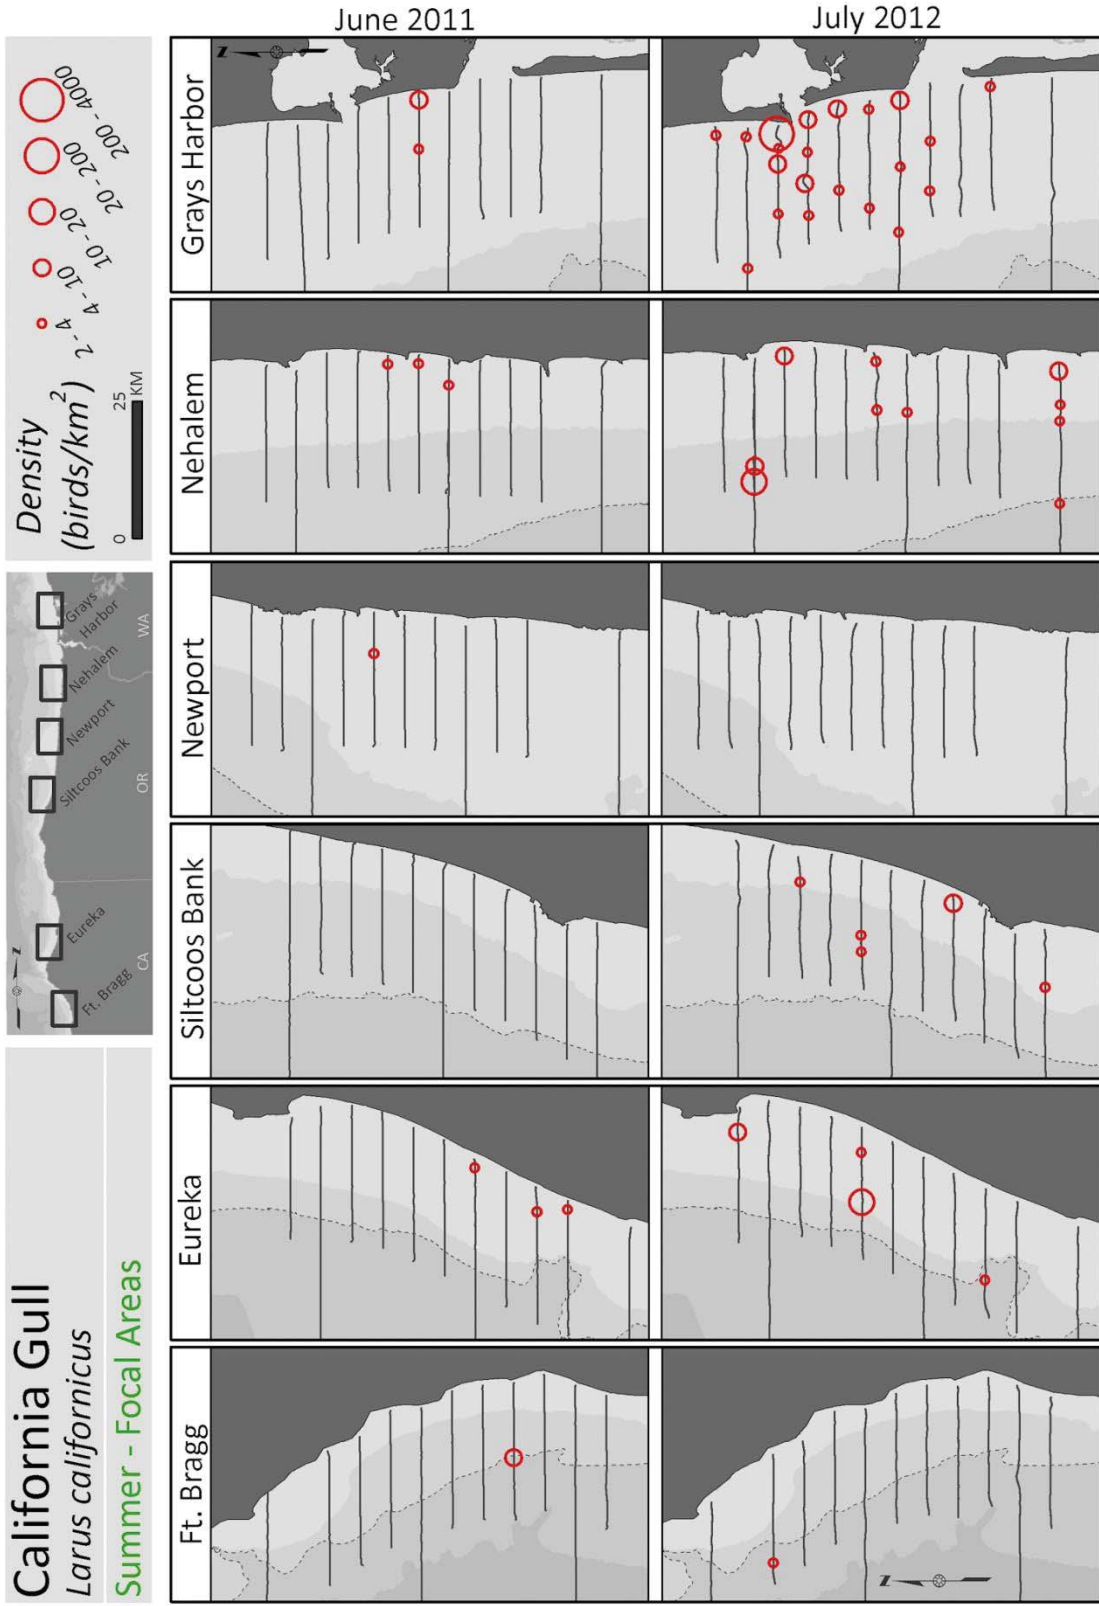 California Gull
Larus californicus
Summer - Focal Areas
N
Ft. Bragg
Eureka
Siltcoos Bank
Newport
Nehalem
Grays
Harbor
CA
OR
WA
Density
(birds/km²)
0
25
KM
2 - 4
4 - 10
10 - 20
20 - 200
200 - 4000
June 2011
July 2012
Grays Harbor
N
Nehalem
Newport
Siltcoos Bank
Eureka
Ft. Bragg
N